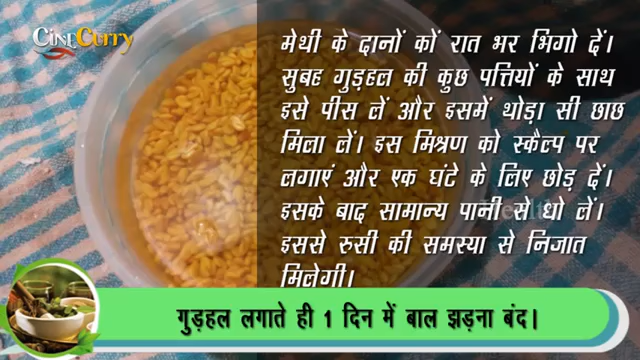 CineCurry
मेथी के दानों कों रात भर भिगो दें।
सुबह गुड़हल की कुछ पत्तियों के साथ
इसे पीस लें और इसमें थोड़ा सी छाछ
मिला लें। इस मिश्रण को स्कैल्प पर
लगाएं और एक घंटे के लिए छोड़ दें।
इसके बाद सामान्य पानी से धो लें।
इससे रुसी की समस्या से निजात
मिलेगी।
गुड़हल लगाते ही 1 दिन में बाल झड़ना बंद।